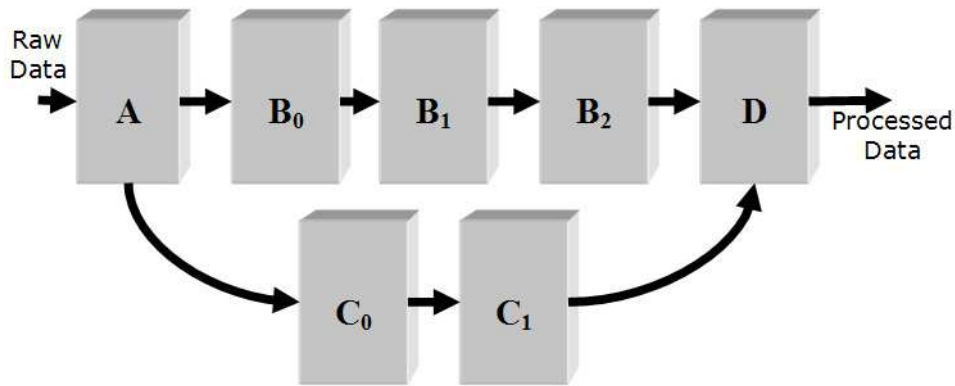 Raw
Data
A
B₀
B₁
B₂
D
Processed
Data
C₀
C₁